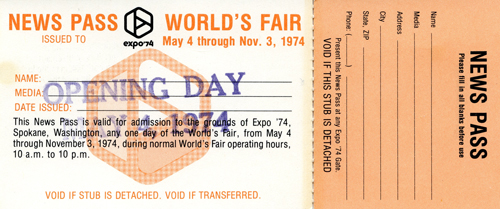 NEWS PASS
WORLD'S FAIR
expo'74
ISSUED TO
May 4 through Nov. 3, 1974
NAME:
MEDIA:
DATE ISSUED:
OPENING DAY
MAY 4 1974
This News Pass is valid for admission to the grounds of Expo '74,
Spokane, Washington, any one day of the World's Fair, from May 4
through November 3, 1974, during normal World's Fair operating hours,
10 a.m. to 10 p.m.
VOID IF STUB IS DETACHED. VOID IF TRANSFERRED.
NEWS PASS
Please fill in all blanks before use
Name
Media
Address
City
State, ZIP
Phone: ( )
Present this News Pass at any Expo '74 Gate.
VOID IF THIS STUB IS DETACHED